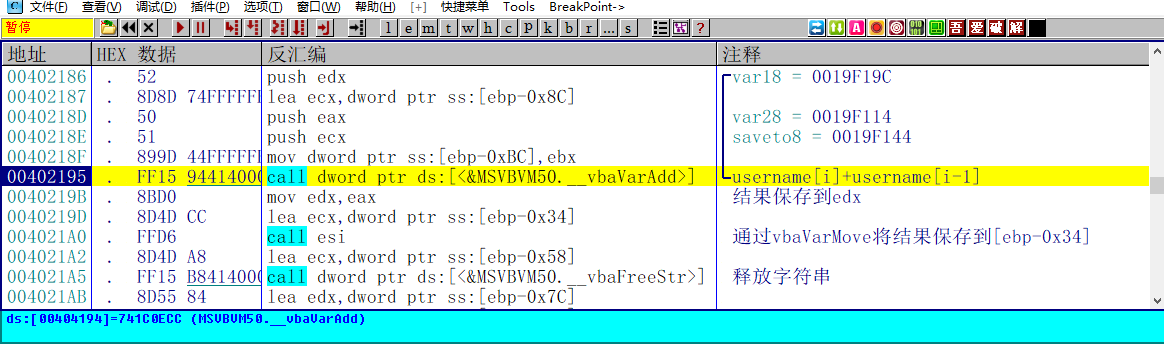 C 文件(F) 查看(V) 调试(D) 插件(P) 选项(T) 窗口(W) 帮助(H) [+] 快捷菜单 Tools BreakPoint->
暂停 l e m t w h c p k b r ... s ? 吾 爱 破 解
地址 HEX 数据 反汇编 注释
00402186 . 52 push edx var18 = 0019F19C
00402187 . 8D8D 74FFFFFF lea ecx,dword ptr ss:[ebp-0x8C]
0040218D . 50 push eax var28 = 0019F114
0040218E . 51 push ecx saveto8 = 0019F144
0040218F . 899D 44FFFFFF mov dword ptr ss:[ebp-0xBC],ebx
00402195 . FF15 94414000 call dword ptr ds:[<&MSVBVM50.__vbaVarAdd>] username[i]+username[i-1]
0040219B . 8BD0 mov edx,eax 结果保存到edx
0040219D . 8D4D CC lea ecx,dword ptr ss:[ebp-0x34]
004021A0 . FFD6 call esi 通过vbaVarMove将结果保存到[ebp-0x34]
004021A2 . 8D4D A8 lea ecx,dword ptr ss:[ebp-0x58]
004021A5 . FF15 B8414000 call dword ptr ds:[<&MSVBVM50.__vbaFreeStr>] 释放字符串
004021AB . 8D55 84 lea edx,dword ptr ss:[ebp-0x7C]
ds:[00404194]=741C0ECC (MSVBVM50.__vbaVarAdd)